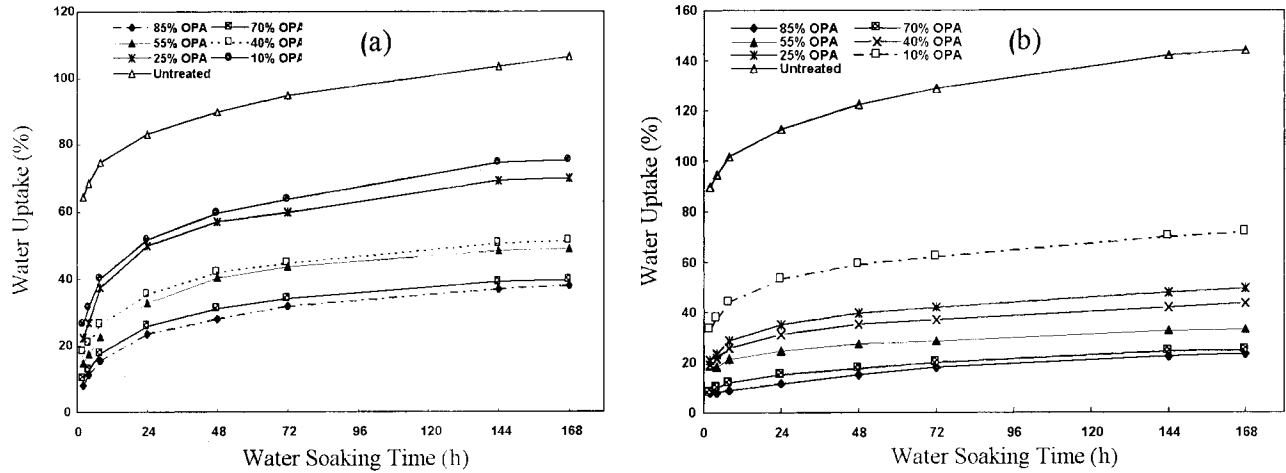 120
100
80
60
40
20
0
Water Uptake (%)
85% OPA 70% OPA
55% OPA 40% OPA
25% OPA 10% OPA
Untreated
(a)
0 24 48 72 96 120 144 168
Water Soaking Time (h)
160
140
120
100
80
60
40
20
0
Water Uptake (%)
85% OPA 70% OPA
55% OPA 40% OPA
25% OPA 10% OPA
Untreated
(b)
0 24 48 72 96 120 144 168
Water Soaking Time (h)